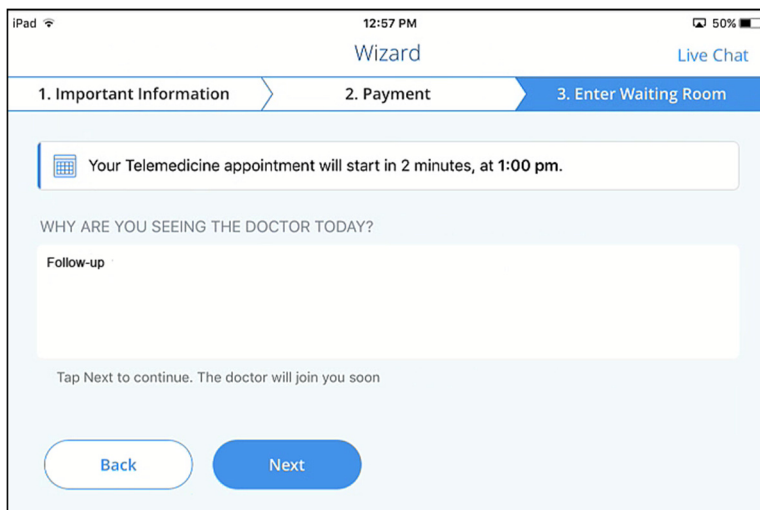 iPad 12:57 PM 50%
Wizard Live Chat
1. Important Information 2. Payment 3. Enter Waiting Room
Your Telemedicine appointment will start in 2 minutes, at 1:00 pm.
WHY ARE YOU SEEING THE DOCTOR TODAY?
Follow-up
Tap Next to continue. The doctor will join you soon
Back Next